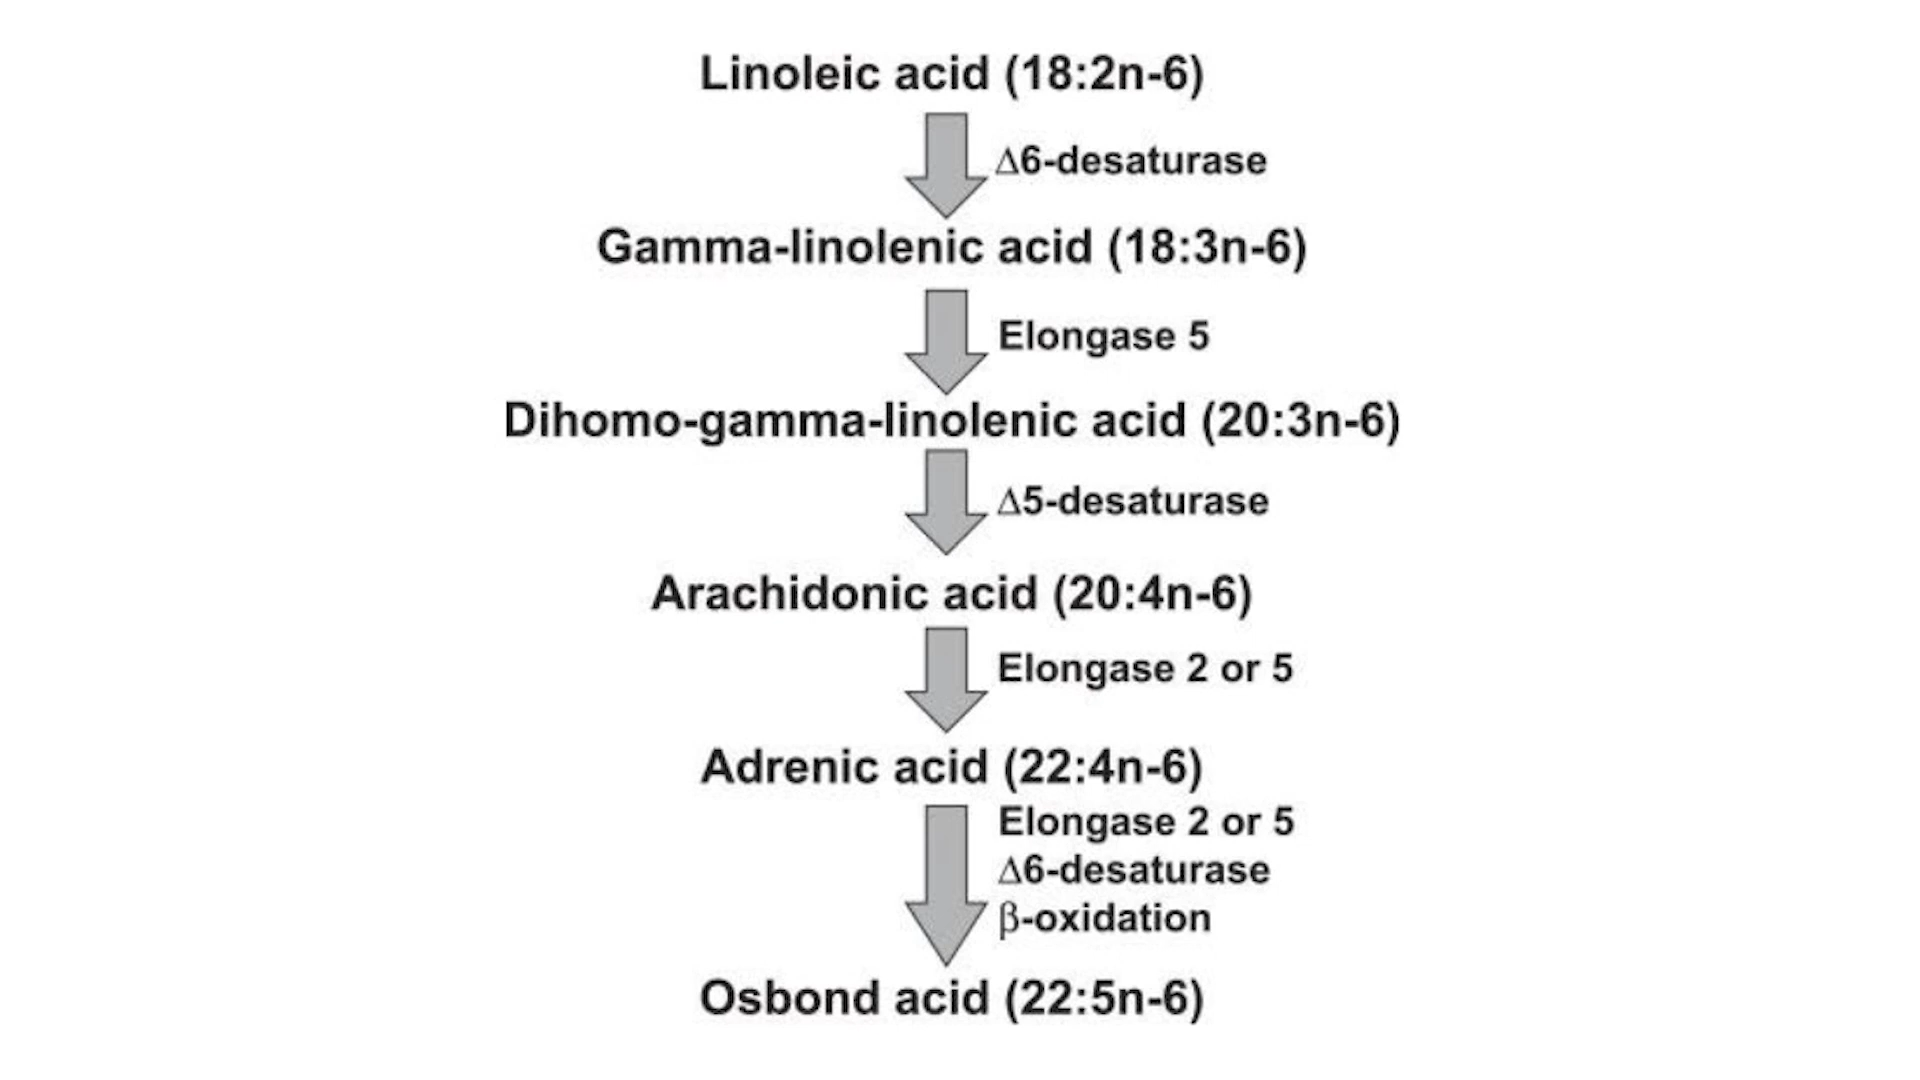 Linoleic acid (18:2n-6)
Δ6-desaturase
Gamma-linolenic acid (18:3n-6)
Elongase 5
Dihomo-gamma-linolenic acid (20:3n-6)
Δ5-desaturase
Arachidonic acid (20:4n-6)
Elongase 2 or 5
Adrenic acid (22:4n-6)
Elongase 2 or 5
Δ6-desaturase
β-oxidation
Osbond acid (22:5n-6)